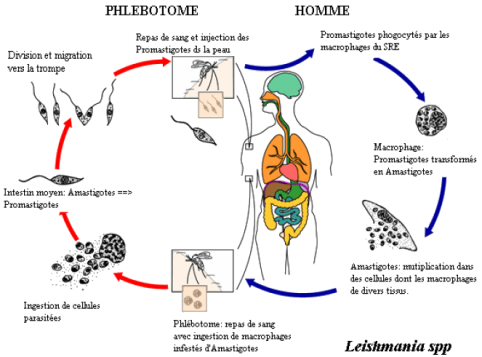 PHLEBOTOME
HOMME
Repas de sang et injection des
Promastigotes ds la peau
Promastigotes phogocytés par les
macrophages du SRE
Division et migration
vers la trompe
Macrophage:
Promastigotes transformés
en Amastigotes
Intestin moyen: Amastigotes ==>
Promastigotes
Amastigotes: mutiplication dans
des cellules dont les macrophages
de divers tissus.
Ingestion de cellules
parasitées
Phlébotome: repas de sang
avec ingestion de macrophages
infestés d'Amastigotes
Leishmania spp